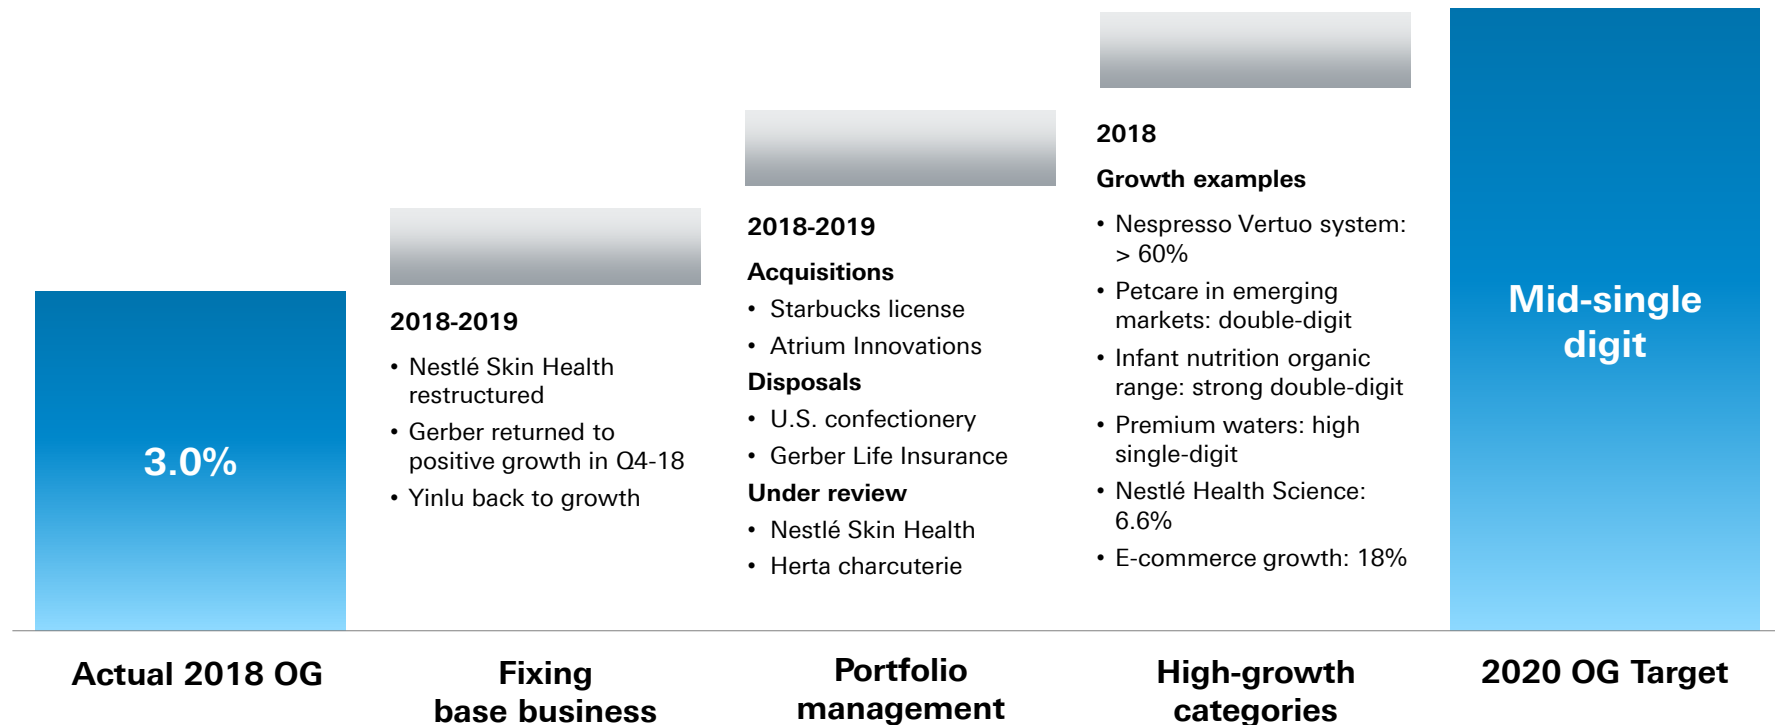 3.0%
Actual 2018 OG
2018-2019
• Nestlé Skin Health
restructured
• Gerber returned to
positive growth in Q4-18
• Yinlu back to growth
Fixing
base business
2018-2019
Acquisitions
• Starbucks license
• Atrium Innovations
Disposals
• U.S. confectionery
• Gerber Life Insurance
Under review
• Nestlé Skin Health
• Herta charcuterie
Portfolio
management
2018
Growth examples
• Nespresso Vertuo system:
> 60%
• Petcare in emerging
markets: double-digit
• Infant nutrition organic
range: strong double-digit
• Premium waters: high
single-digit
• Nestlé Health Science:
6.6%
• E-commerce growth: 18%
High-growth
categories
Mid-single
digit
2020 OG Target